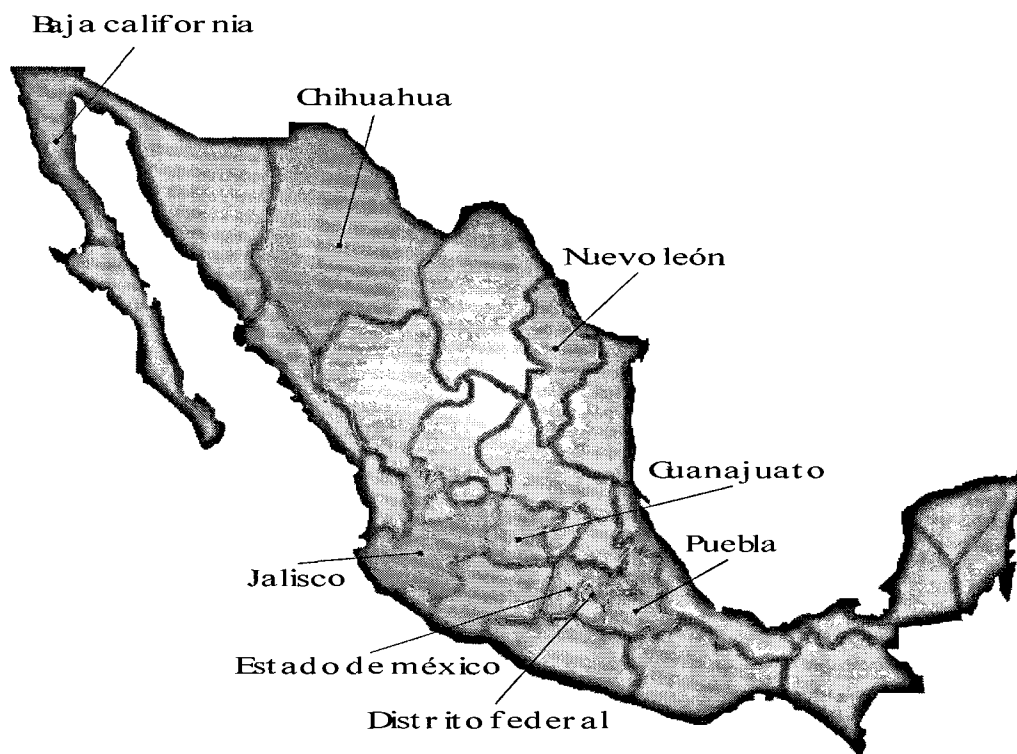 Baja california
Chihuahua
Nuevo león
Guanajuato
Puebla
Jalisco
Estado de méxico
Distrito federal